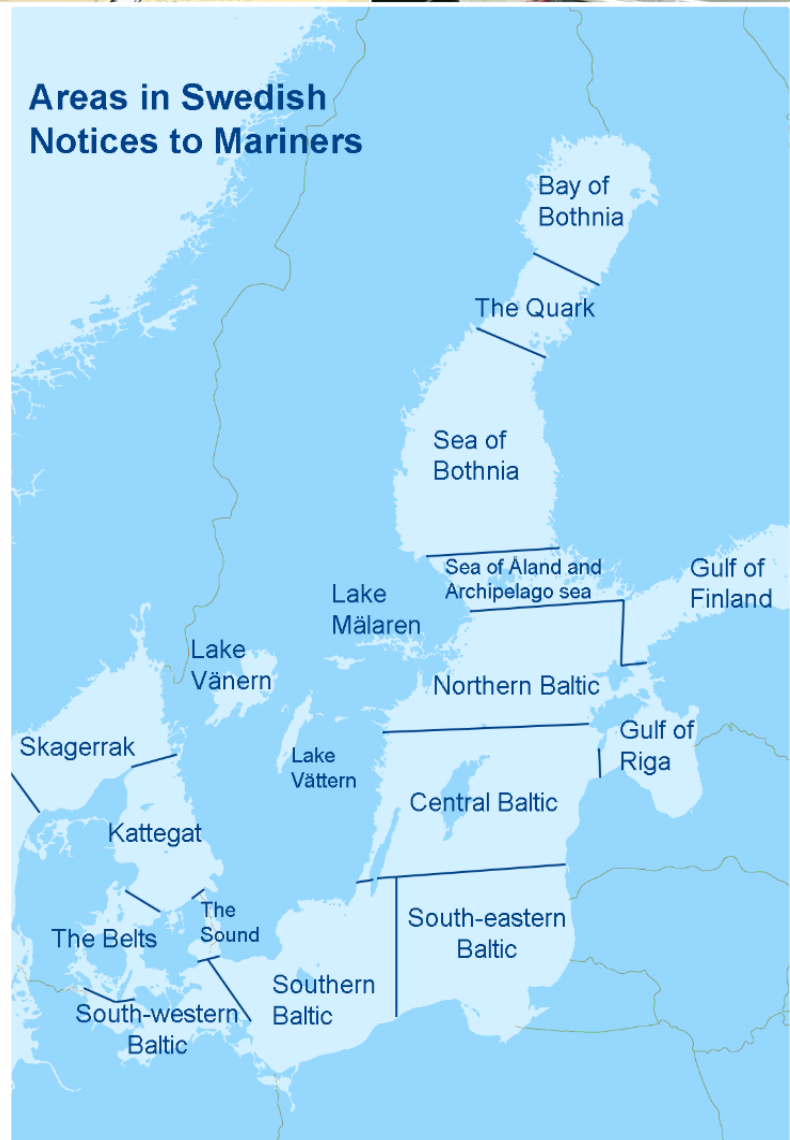 Areas in Swedish
Notices to Mariners
Bay of
Bothnia
The Quark
Sea of
Bothnia
Sea of Åland and
Archipelago sea
Gulf of
Finland
Lake
Mälaren
Lake
Vänern
Northern Baltic
Skagerrak
Lake
Vättern
Gulf of
Riga
Central Baltic
Kattegat
The Belts
The
Sound
South-eastern
Baltic
Southern
Baltic
South-western
Baltic